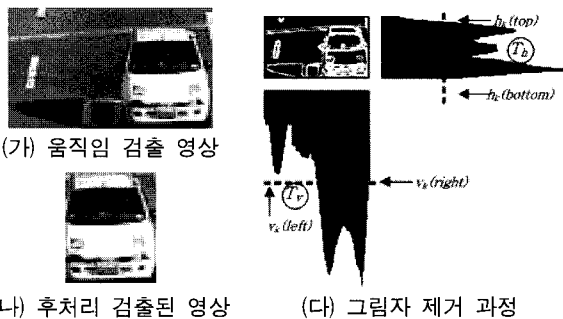 h_k(top)
T_h
h_k(bottom)
(가) 움직임 검출 영상
v_k(right)
T_v
v_k(left)
나) 후처리 검출된 영상
(다) 그림자 제거 과정